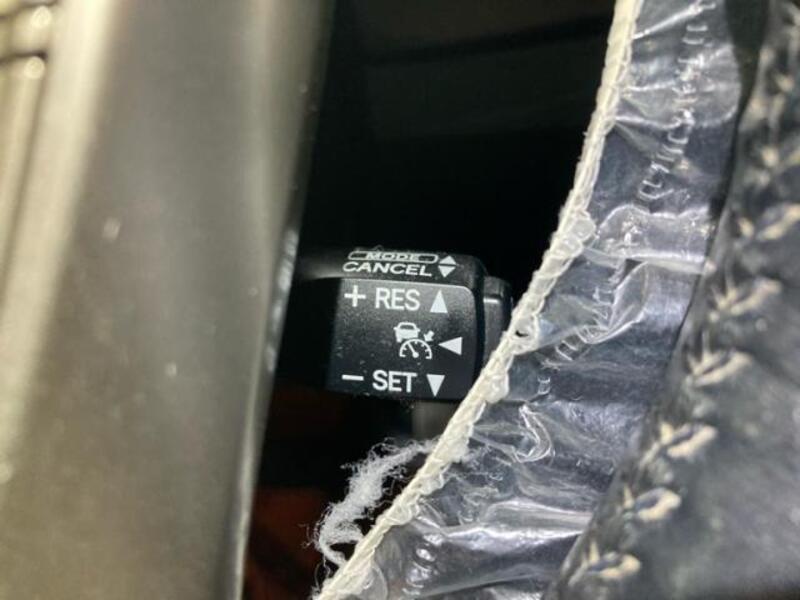 MODE
CANCEL
+ RES
- SET